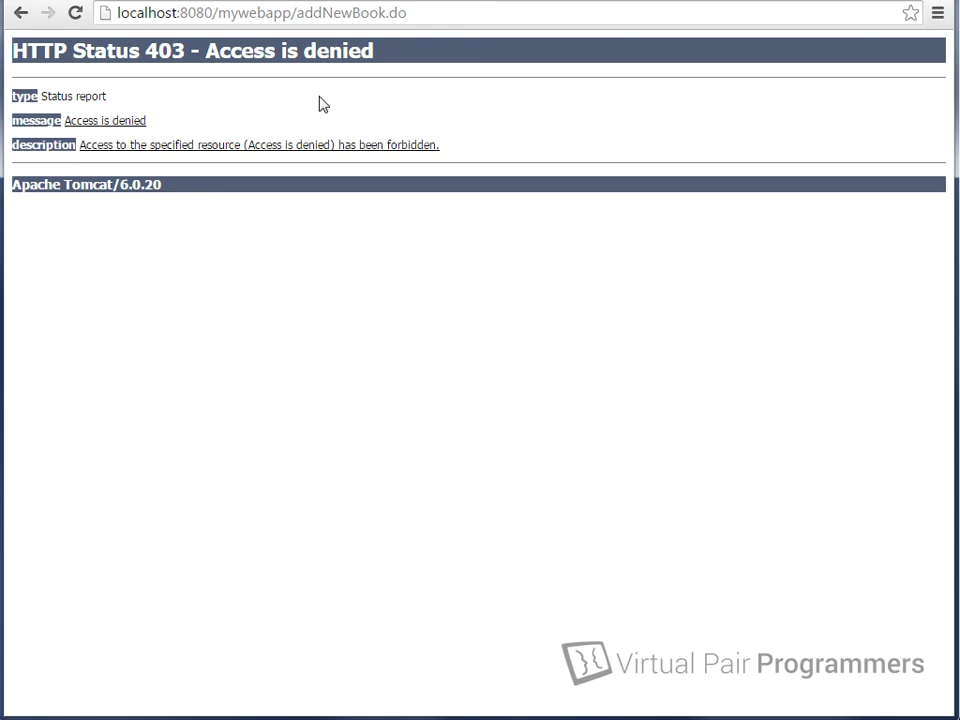 localhost:8080/mywebapp/addNewBook.do
HTTP Status 403 - Access is denied
type Status report
message Access is denied
description Access to the specified resource (Access is denied) has been forbidden.
Apache Tomcat/6.0.20
Virtual Pair Programmers